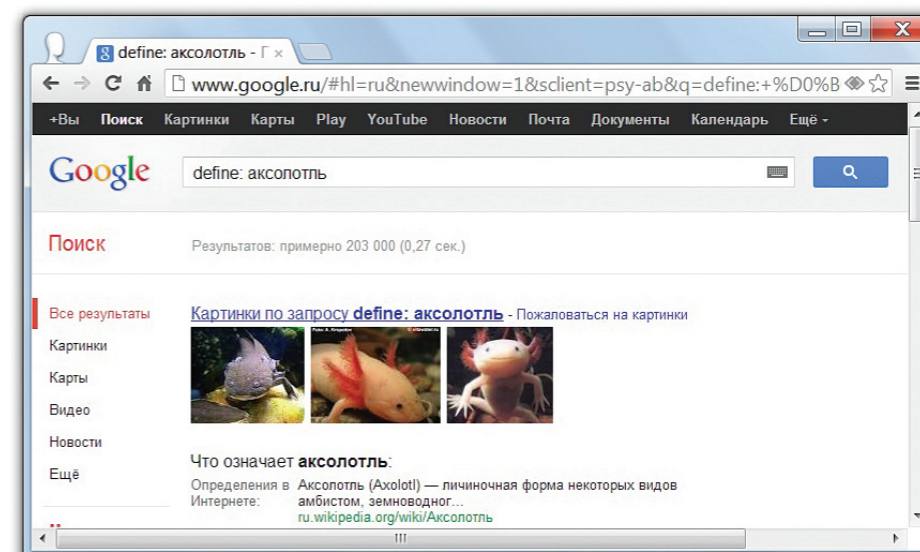 define: аксолотль - Г
www.google.ru/#hl=ru&newwindow=1&sclient=psy-ab&q=define:+%D0%B
+Вы Поиск Картинки Карты Play YouTube Новости Почта Документы Календарь Ещё
Google define: аксолотль
Поиск Результатов: примерно 203 000 (0,27 сек.)
Все результаты
Картинки
Карты
Видео
Новости
Ещё
Картинки по запросу define: аксолотль - Пожаловаться на картинки
Что означает аксолотль:
Определения в Интернете: Аксолотль (Axolotl) — личиночная форма некоторых видов
амбистом, земноводног...
ru.wikipedia.org/wiki/Аксолотль